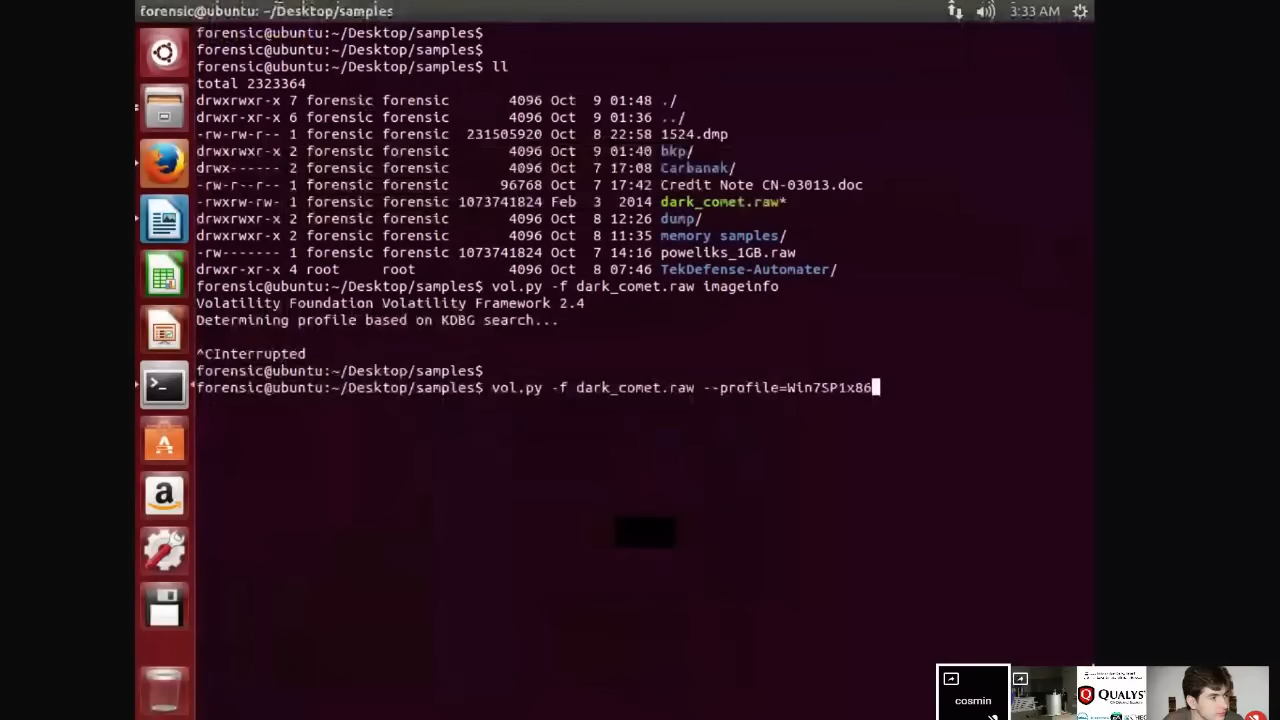 forensic@ubuntu: ~/Desktop/samples 3:33 AM
forensic@ubuntu:~/Desktop/samples$
forensic@ubuntu:~/Desktop/samples$
forensic@ubuntu:~/Desktop/samples$ ll
total 2323364
drwxrwxr-x 7 forensic forensic 4096 Oct 9 01:48 ./
drwxr-xr-x 6 forensic forensic 4096 Oct 9 01:36 ../
-rw-rw-r-- 1 forensic forensic 231505920 Oct 8 22:58 1524.dmp
drwxrwxr-x 2 forensic forensic 4096 Oct 9 01:40 bkp/
drwx------ 2 forensic forensic 4096 Oct 7 17:08 Carbanak/
-rw-r--r-- 1 forensic forensic 96768 Oct 7 17:42 Credit Note CN-03013.doc
-rwxrw-rw- 1 forensic forensic 1073741824 Feb 3 2014 dark_comet.raw*
drwxrwxr-x 2 forensic forensic 4096 Oct 8 12:26 dump/
drwxrwxr-x 2 forensic forensic 4096 Oct 8 11:35 memory samples/
-rw------- 1 forensic forensic 1073741824 Oct 7 14:16 poweliks_1GB.raw
drwxr-xr-x 4 root root 4096 Oct 8 07:46 TekDefense-Automater/
forensic@ubuntu:~/Desktop/samples$ vol.py -f dark_comet.raw imageinfo
Volatility Foundation Volatility Framework 2.4
Determining profile based on KDBG search...
^CInterrupted
forensic@ubuntu:~/Desktop/samples$
forensic@ubuntu:~/Desktop/samples$ vol.py -f dark_comet.raw --profile=Win7SP1x86
cosmin
QUALYS